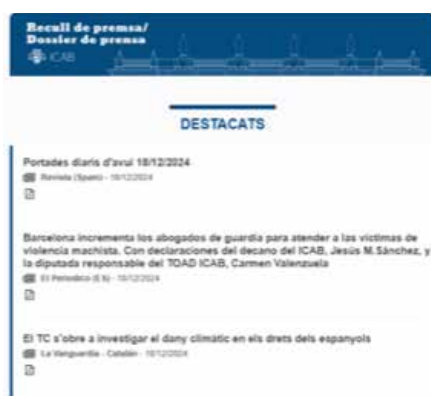 Recull de premsa/
Dossier de prensa
ICAB
DESTACATS
Portades diaris d'avui 18/12/2024
Revista (Spain) - 18/12/2024
Barcelona incrementa los abogados de guardia para atender a las víctimas de
violencia machista. Con declaraciones del decano del ICAB, Jesús M.Sánchez, y
la diputada responsable del TOAD ICAB, Carmen Valenzuela
El Periódico (ES) - 18/12/2024
El TC s'obre a investigar el dany climàtic en els drets dels espanyols
La Vanguardia - Catalán - 18/12/2024